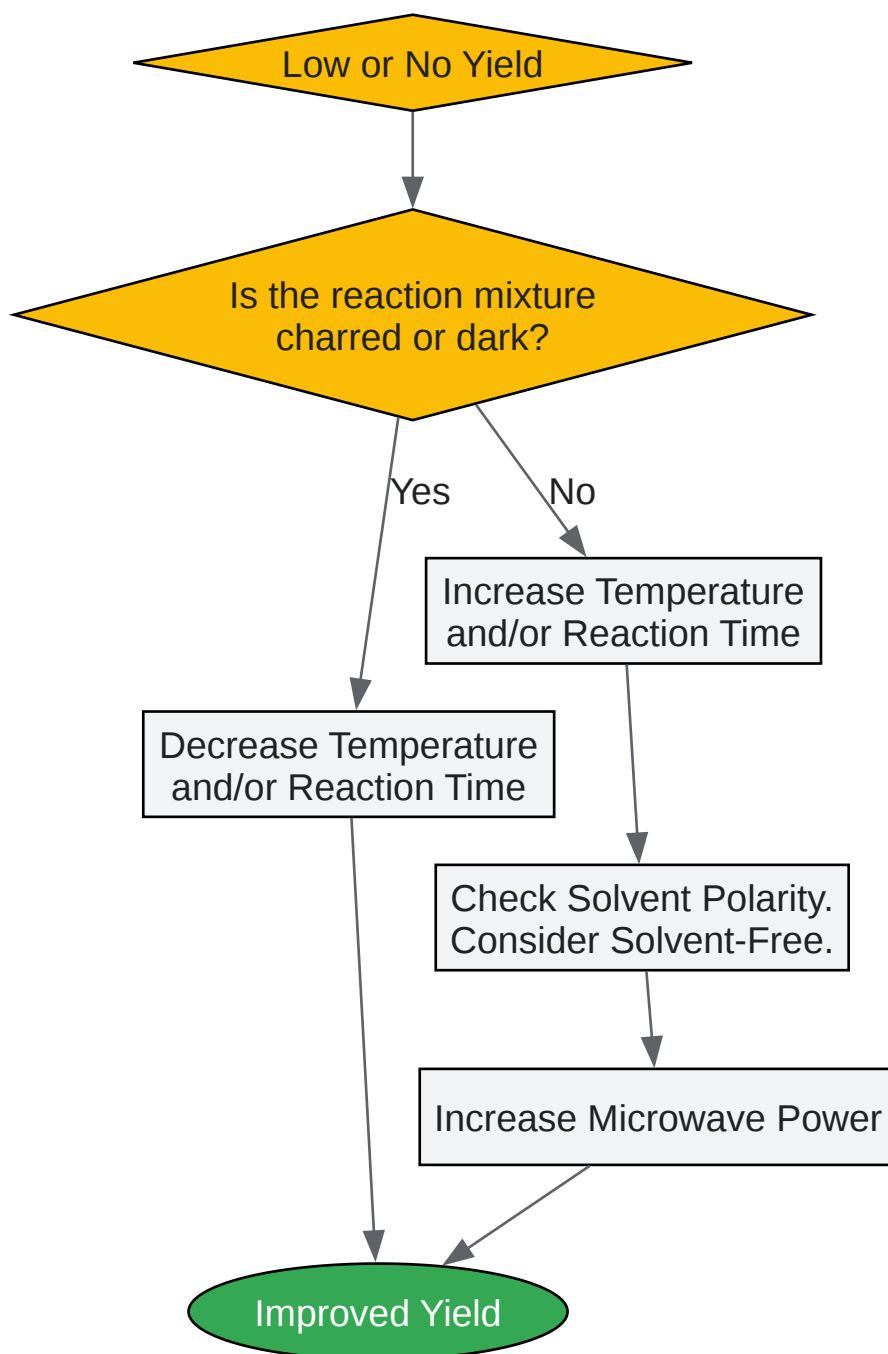 Low or No Yield
Is the reaction mixture
charred or dark?
Yes
No
Increase Temperature
and/or Reaction Time
Decrease Temperature
and/or Reaction Time
Check Solvent Polarity.
Consider Solvent-Free.
Increase Microwave Power
Improved Yield